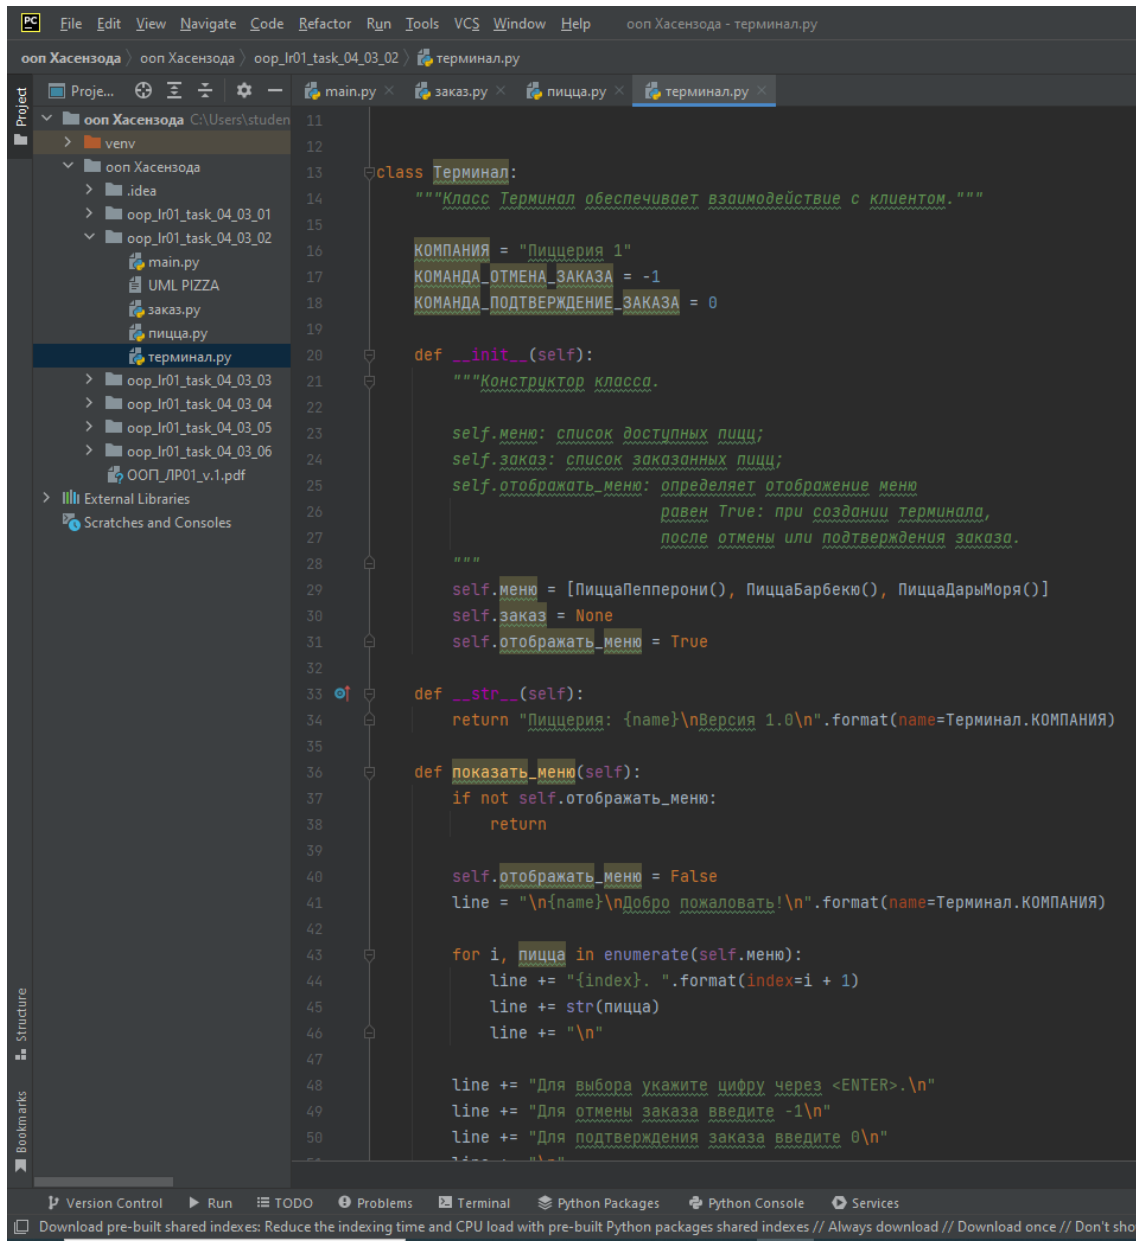 PC File Edit View Navigate Code Refactor Run Tools VCS Window Help ооп Хасензода - терминал.py
ооп Хасензода ооп Хасензода oop_lr01_task_04_03_02 терминал.py
Proje... main.py заказ.py пицца.py терминал.py
Project
ооп Хасензода C:\Users\studen
venv
ооп Хасензода
.idea
oop_lr01_task_04_03_01
oop_lr01_task_04_03_02
main.py
UML PIZZA
заказ.py
пицца.py
терминал.py
oop_lr01_task_04_03_03
oop_lr01_task_04_03_04
oop_lr01_task_04_03_05
oop_lr01_task_04_03_06
ООП_ЛР01_v.1.pdf
External Libraries
Scratches and Consoles
Structure
Bookmarks
11
12
13 class Терминал:
14 """Класс Терминал обеспечивает взаимодействие с клиентом."""
15
16 КОМПАНИЯ = "Пиццерия 1"
17 КОМАНДА_ОТМЕНА_ЗАКАЗА = -1
18 КОМАНДА_ПОДТВЕРЖДЕНИЕ_ЗАКАЗА = 0
19
20 def __init__(self):
21 """Конструктор класса.
22
23 self.меню: список доступных пицц;
24 self.заказ: список заказанных пицц;
25 self.отображать_меню: определяет отображение меню
26 равен True: при создании терминала,
27 после отмены или подтверждения заказа.
28 """
29 self.меню = [ПиццаПепперони(), ПиццаБарбекю(), ПиццаДарыМоря()]
30 self.заказ = None
31 self.отображать_меню = True
32
33 def __str__(self):
34 return "Пиццерия: {name}\nВерсия 1.0\n".format(name=Терминал.КОМПАНИЯ)
35
36 def показать_меню(self):
37 if not self.отображать_меню:
38 return
39
40 self.отображать_меню = False
41 line = "\n{name}\nДобро пожаловать!\n".format(name=Терминал.КОМПАНИЯ)
42
43 for i, пицца in enumerate(self.меню):
44 line += "{index}. ".format(index=i + 1)
45 line += str(пицца)
46 line += "\n"
47
48 line += "Для выбора укажите цифру через <ENTER>.\n"
49 line += "Для отмены заказа введите -1\n"
50 line += "Для подтверждения заказа введите 0\n"
Version Control Run TODO Problems Terminal Python Packages Python Console Services
Download pre-built shared indexes: Reduce the indexing time and CPU load with pre-built Python packages shared indexes // Always download // Download once // Don't sho